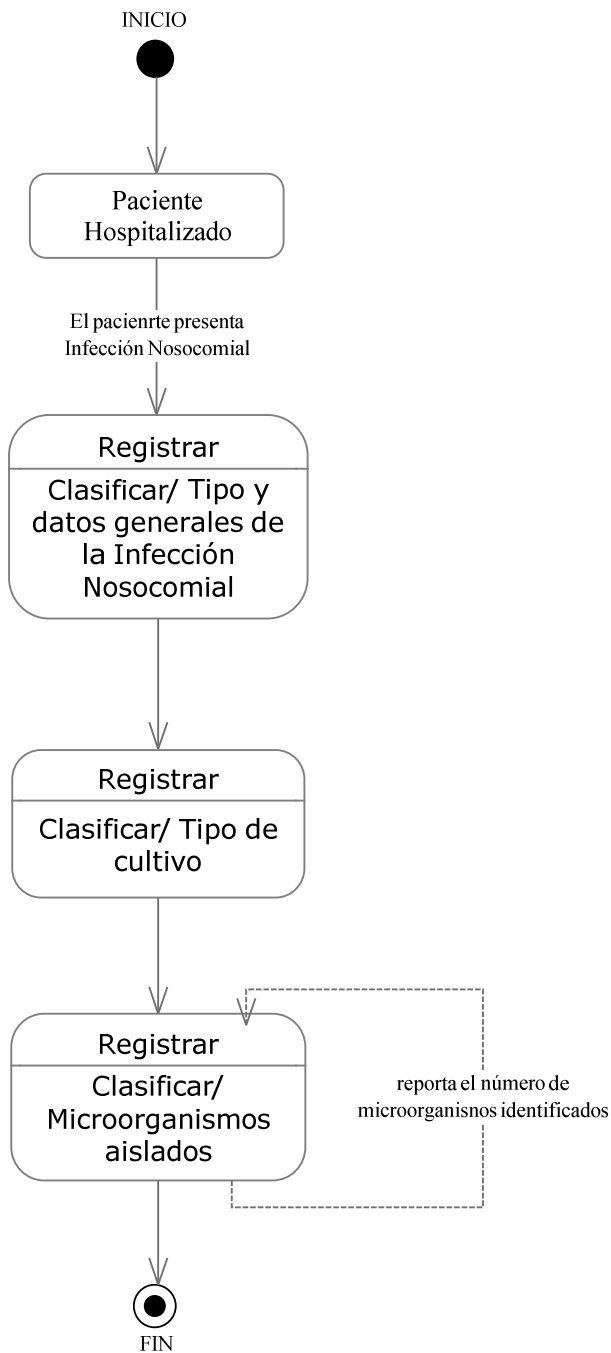 INICIO
Paciente
Hospitalizado
El pacienrte presenta
Infección Nosocomial
Registrar
Clasificar/ Tipo y
datos generales de
la Infección
Nosocomial
Registrar
Clasificar/ Tipo de
cultivo
Registrar
Clasificar/
Microorganismos
aislados
reporta el número de
microorganisnos identificados
FIN